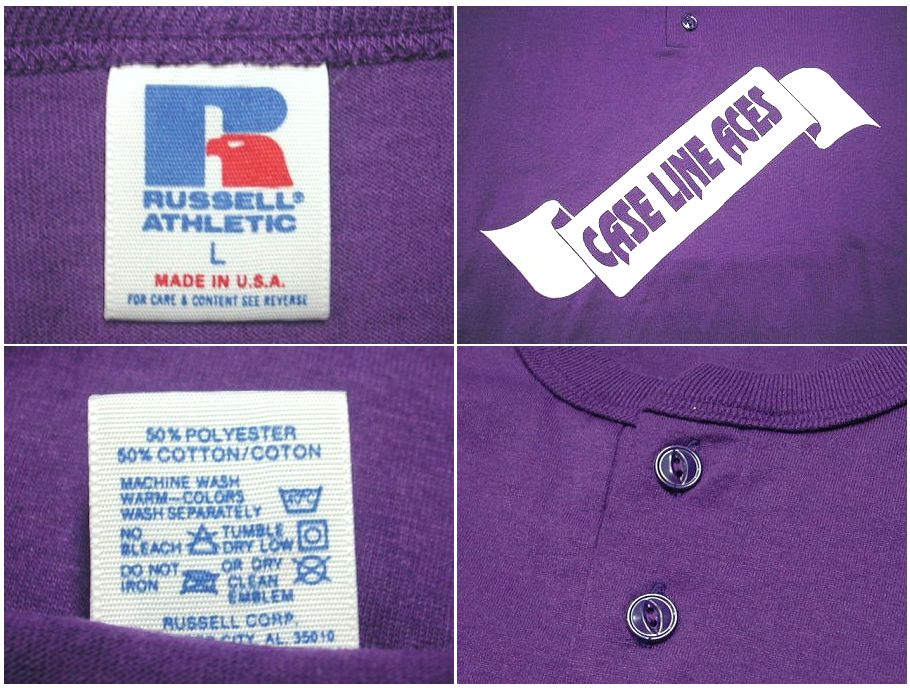 RUSSELL®
ATHLETIC
L
MADE IN U.S.A.
FOR CARE & CONTENT SEE REVERSE
CASE LINE ACES
50% POLYESTER
50% COTTON/COTON
MACHINE WASH
WARM-COLORS
WASH SEPARATELY
NO BLEACH
TUMBLE DRY LOW
DO NOT IRON
OR DRY CLEAN EMBLEM
RUSSELL CORP.
CITY, AL. 35010